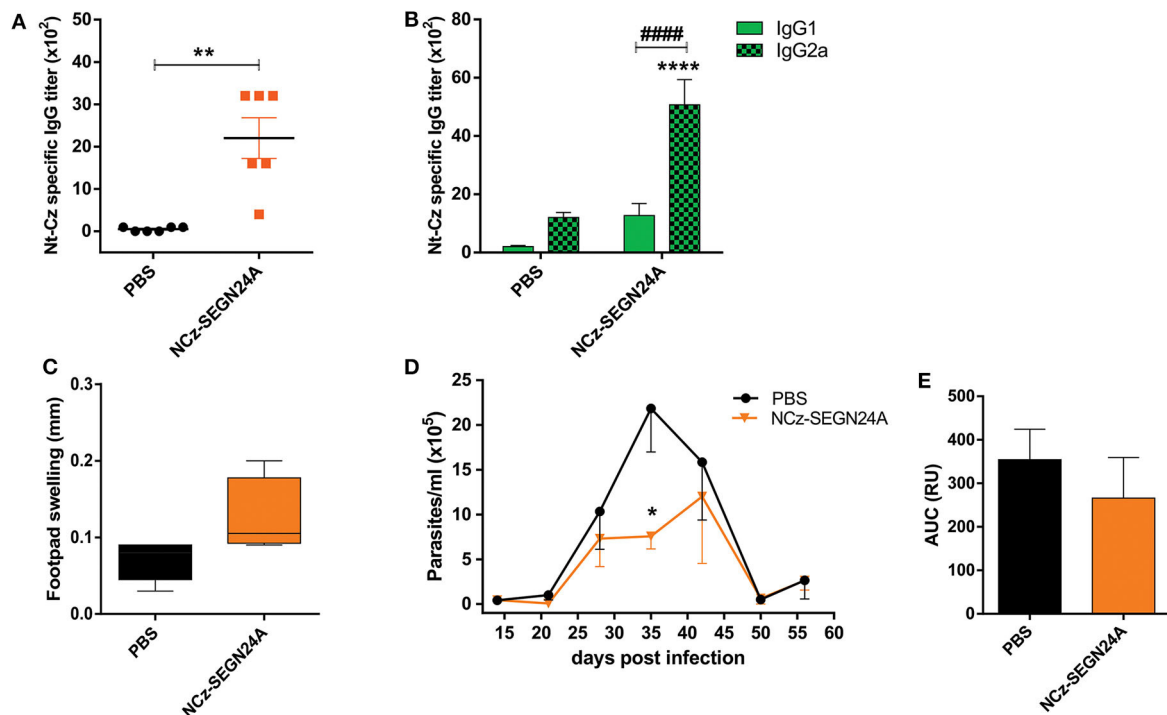 A
Nt-Cz specific IgG titer (x10²)
50
40
30
20
10
0
**
PBS
NCz-SEGN24A
B
Nt-Cz specific IgG titer (x10²)
80
60
40
20
0
####
****
IgG1
IgG2a
PBS
NCz-SEGN24A
C
Footpad swelling (mm)
0.3
0.2
0.1
0.0
PBS
NCz-SEGN24A
D
Parasites/ml (x10⁵)
25
20
15
10
5
0
*
PBS
NCz-SEGN24A
15 20 25 30 35 40 45 50 55 60
days post infection
E
AUC (RU)
500
400
300
200
100
0
PBS
NCz-SEGN24A